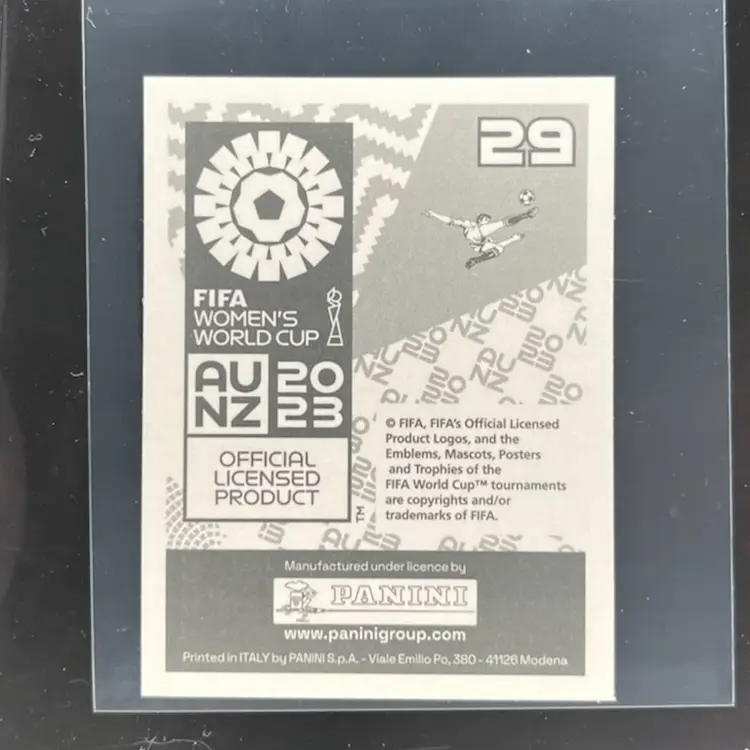 29
FIFA
WOMEN'S
WORLD CUP
AU 20
NZ 23
OFFICIAL
LICENSED
PRODUCT
TM
© FIFA, FIFA's Official Licensed
Product Logos, and the
Emblems, Mascots, Posters
and Trophies of the
FIFA World Cup™ tournaments
are copyrights and/or
trademarks of FIFA.
Manufactured under licence by
PANINI
www.paninigroup.com
Printed in ITALY by PANINI S.p.A. - Viale Emilio Po, 380 - 41126 Modena